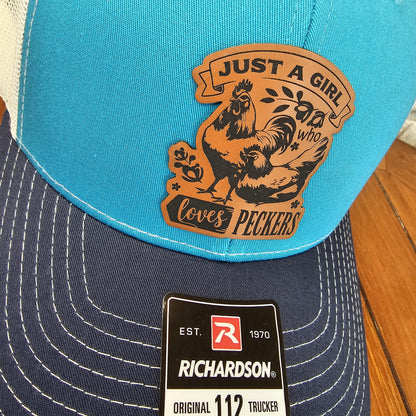 JUST A GIRL
who
loves PECKERS
EST. R 1970
RICHARDSON®
ORIGINAL 112 TRUCKER